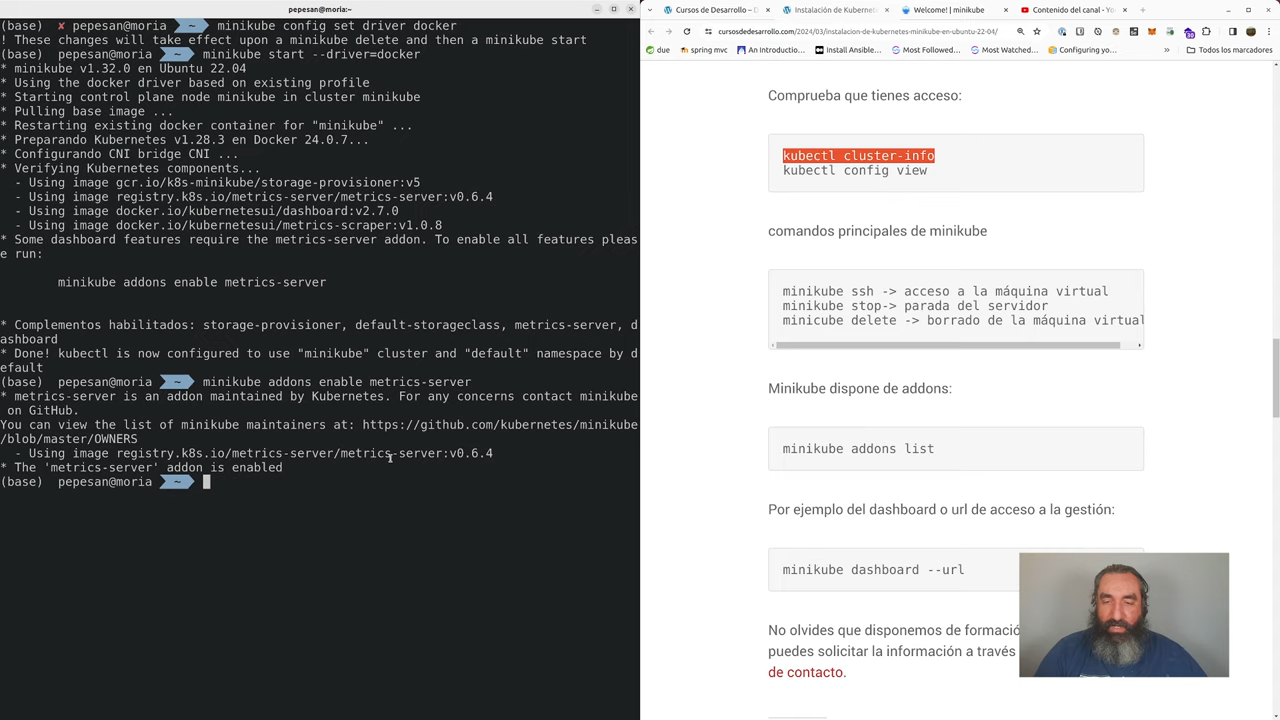 pepesan@moria:~
(base) ✘ pepesan@moria ~ minikube config set driver docker
! These changes will take effect upon a minikube delete and then a minikube start
(base) pepesan@moria ~ minikube start --driver=docker
* minikube v1.32.0 en Ubuntu 22.04
* Using the docker driver based on existing profile
* Starting control plane node minikube in cluster minikube
* Pulling base image ...
* Restarting existing docker container for "minikube" ...
* Preparando Kubernetes v1.28.3 en Docker 24.0.7...
* Configurando CNI bridge CNI ...
* Verifying Kubernetes components...
- Using image gcr.io/k8s-minikube/storage-provisioner:v5
- Using image registry.k8s.io/metrics-server/metrics-server:v0.6.4
- Using image docker.io/kubernetesui/dashboard:v2.7.0
- Using image docker.io/kubernetesui/metrics-scraper:v1.0.8
* Some dashboard features require the metrics-server addon. To enable all features pleas
e run:
minikube addons enable metrics-server
* Complementos habilitados: storage-provisioner, default-storageclass, metrics-server, d
ashboard
* Done! kubectl is now configured to use "minikube" cluster and "default" namespace by d
efault
(base) pepesan@moria ~ minikube addons enable metrics-server
* metrics-server is an addon maintained by Kubernetes. For any concerns contact minikube
on GitHub.
You can view the list of minikube maintainers at: https://github.com/kubernetes/minikube
/blob/master/OWNERS
- Using image registry.k8s.io/metrics-server/metrics-server:v0.6.4
* The 'metrics-server' addon is enabled
(base) pepesan@moria ~
Cursos de Desarrollo – Instalación de Kubern Welcome! | minikube Contenido del canal - Yo
cursosdedesarrollo.com/2024/03/instalacion-de-kubernetes-minikube-en-ubuntu-22-04/
due spring mvc An Introductio... Install Ansible... Most Followed... Most Watched... Configuring yo... » Todos los marcadores
Comprueba que tienes acceso:
kubectl cluster-info
kubectl config view
comandos principales de minikube
minikube ssh -> acceso a la máquina virtual
minikube stop-> parada del servidor
minicube delete -> borrado de la máquina virtual
Minikube dispone de addons:
minikube addons list
Por ejemplo del dashboard o url de acceso a la gestión:
minikube dashboard --url
No olvides que disponemos de formació
puedes solicitar la información a través
de contacto.